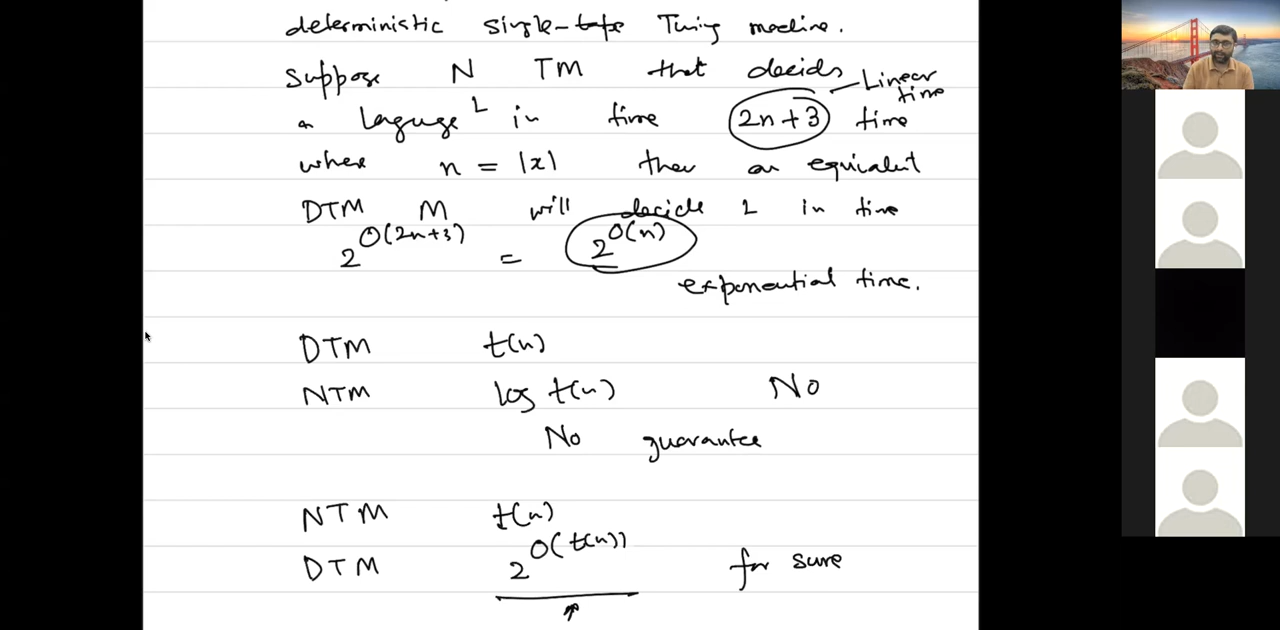 deterministic single-tape Turing machine.
Suppose N TM that decides
Linear
time
a laguage L in time 2n+3 time
where n = |x| then an equivalent
DTM M will decide L in time
2^O(2n+3) = 2^O(n)
exponential time.
DTM t(n)
NTM log t(n) No
No guarantee
NTM t(n)
DTM 2^O(t(n)) for sure